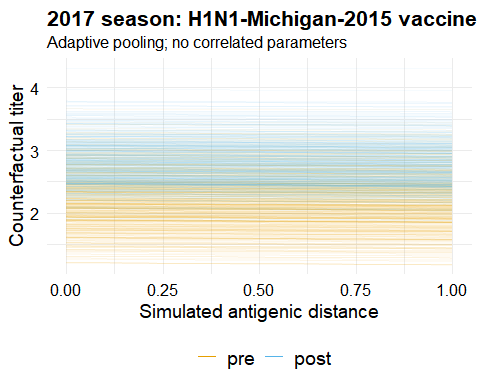 2017 season: H1N1-Michigan-2015 vaccine
Adaptive pooling; no correlated parameters
Counterfactual titer
4
3
2
0.00 0.25 0.50 0.75 1.00
Simulated antigenic distance
pre post